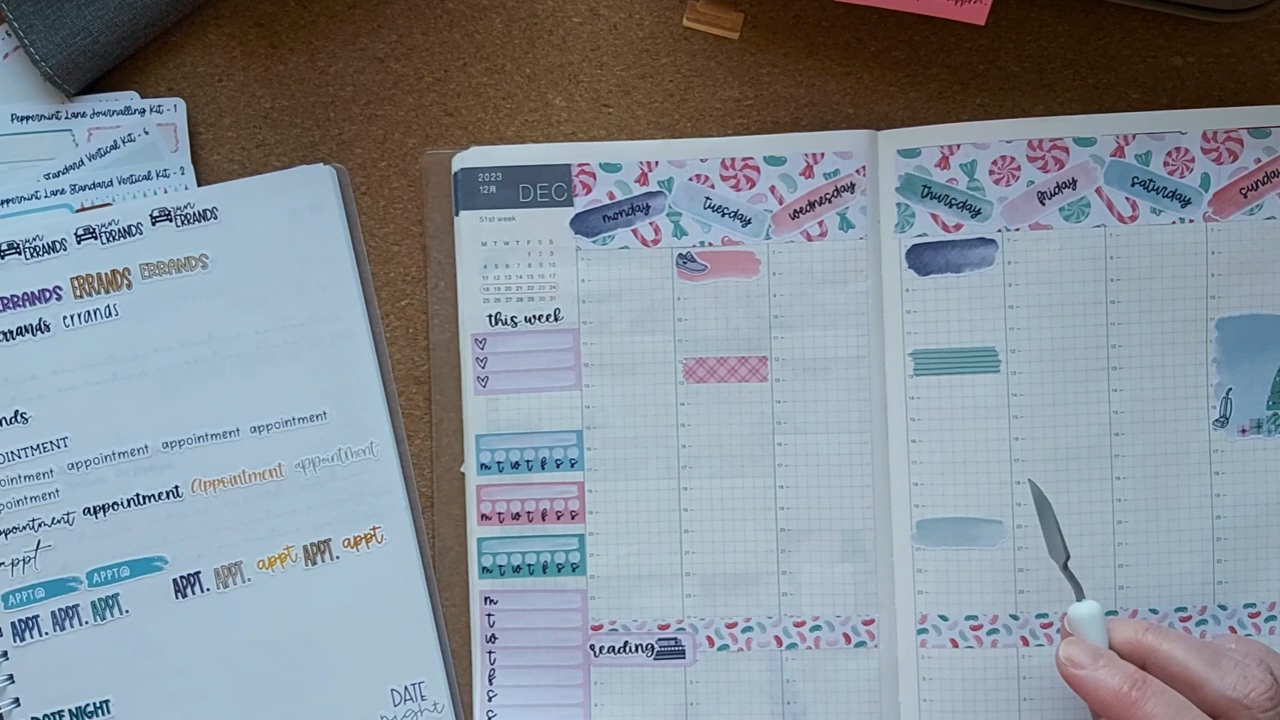 Peppermint Lane Journalling Kit - 1
Standard Vertical Kit - 6
Peppermint Lane Standard Vertical Kit - 2
run ERRANDS run ERRANDS run ERRANDS
ERRANDS ERRANDS ERRANDS
errands errands
APPOINTMENT
appointment appointment appointment appointment
appointment
appointment appointment Appointment appointment
appt
APPT@ APPT@
APPT. APPT. appt. APPT. appt.
APPT. APPT. APPT.
DATE NIGHT
DATE
night
2023
12月
DEC
51st week
M T W T F S S
1 2 3
4 5 6 7 8 9 10
11 12 13 14 15 16 17
18 19 20 21 22 23 24
25 26 27 28 29 30 31
this week
m t w t f s s
m t w t f s s
m t w t f s s
m
t
w
t
f
s
s
monday tuesday wednesday
reading
thursday friday saturday sunday